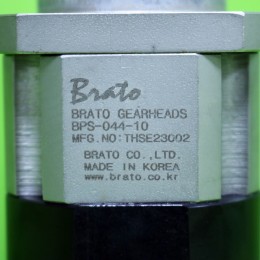 Brato
BRATO GEARHEADS
BPS-044-10
MFG.NO:THSE23002
BRATO CO.,LTD.
MADE IN KOREA
www.brato.co.kr